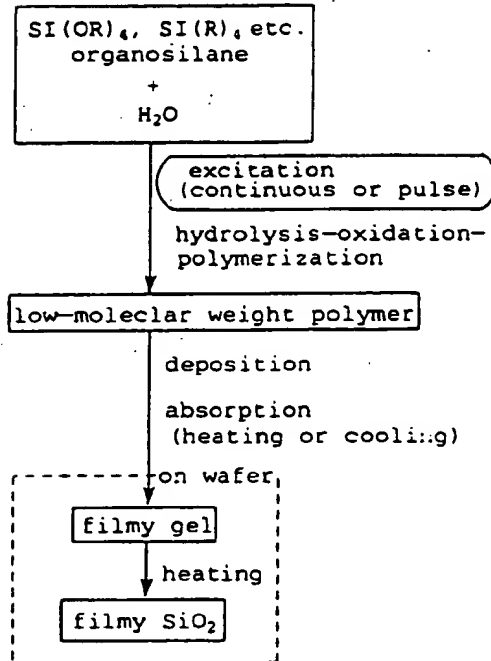 SI(OR)₄, SI(R)₄ etc.
organosilane
+
H₂O
excitation
(continuous or pulse)
hydrolysis—oxidation—
polymerization
low—moleclar weight polymer
deposition
absorption
(heating or cooling)
on wafer
filmy gel
heating
filmy SiO₂